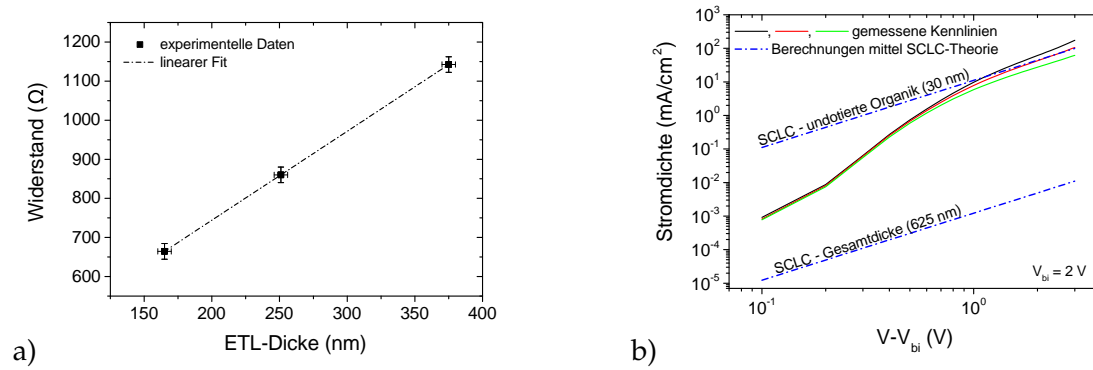 1200
1100
1000
900
800
700
600
Widerstand (Ω)
experimentelle Daten
linearer Fit
150 200 250 300 350 400
ETL-Dicke (nm)
a)
10³
10²
10¹
10⁰
10⁻¹
10⁻²
10⁻³
10⁻⁴
10⁻⁵
Stromdichte (mA/cm²)
, , gemessene Kennlinien
Berechnungen mittel SCLC-Theorie
SCLC - undotierte Organik (30 nm)
SCLC - Gesamtdicke (625 nm)
V_bi = 2 V
10⁻¹ 10⁰
V-V_bi (V)
b)